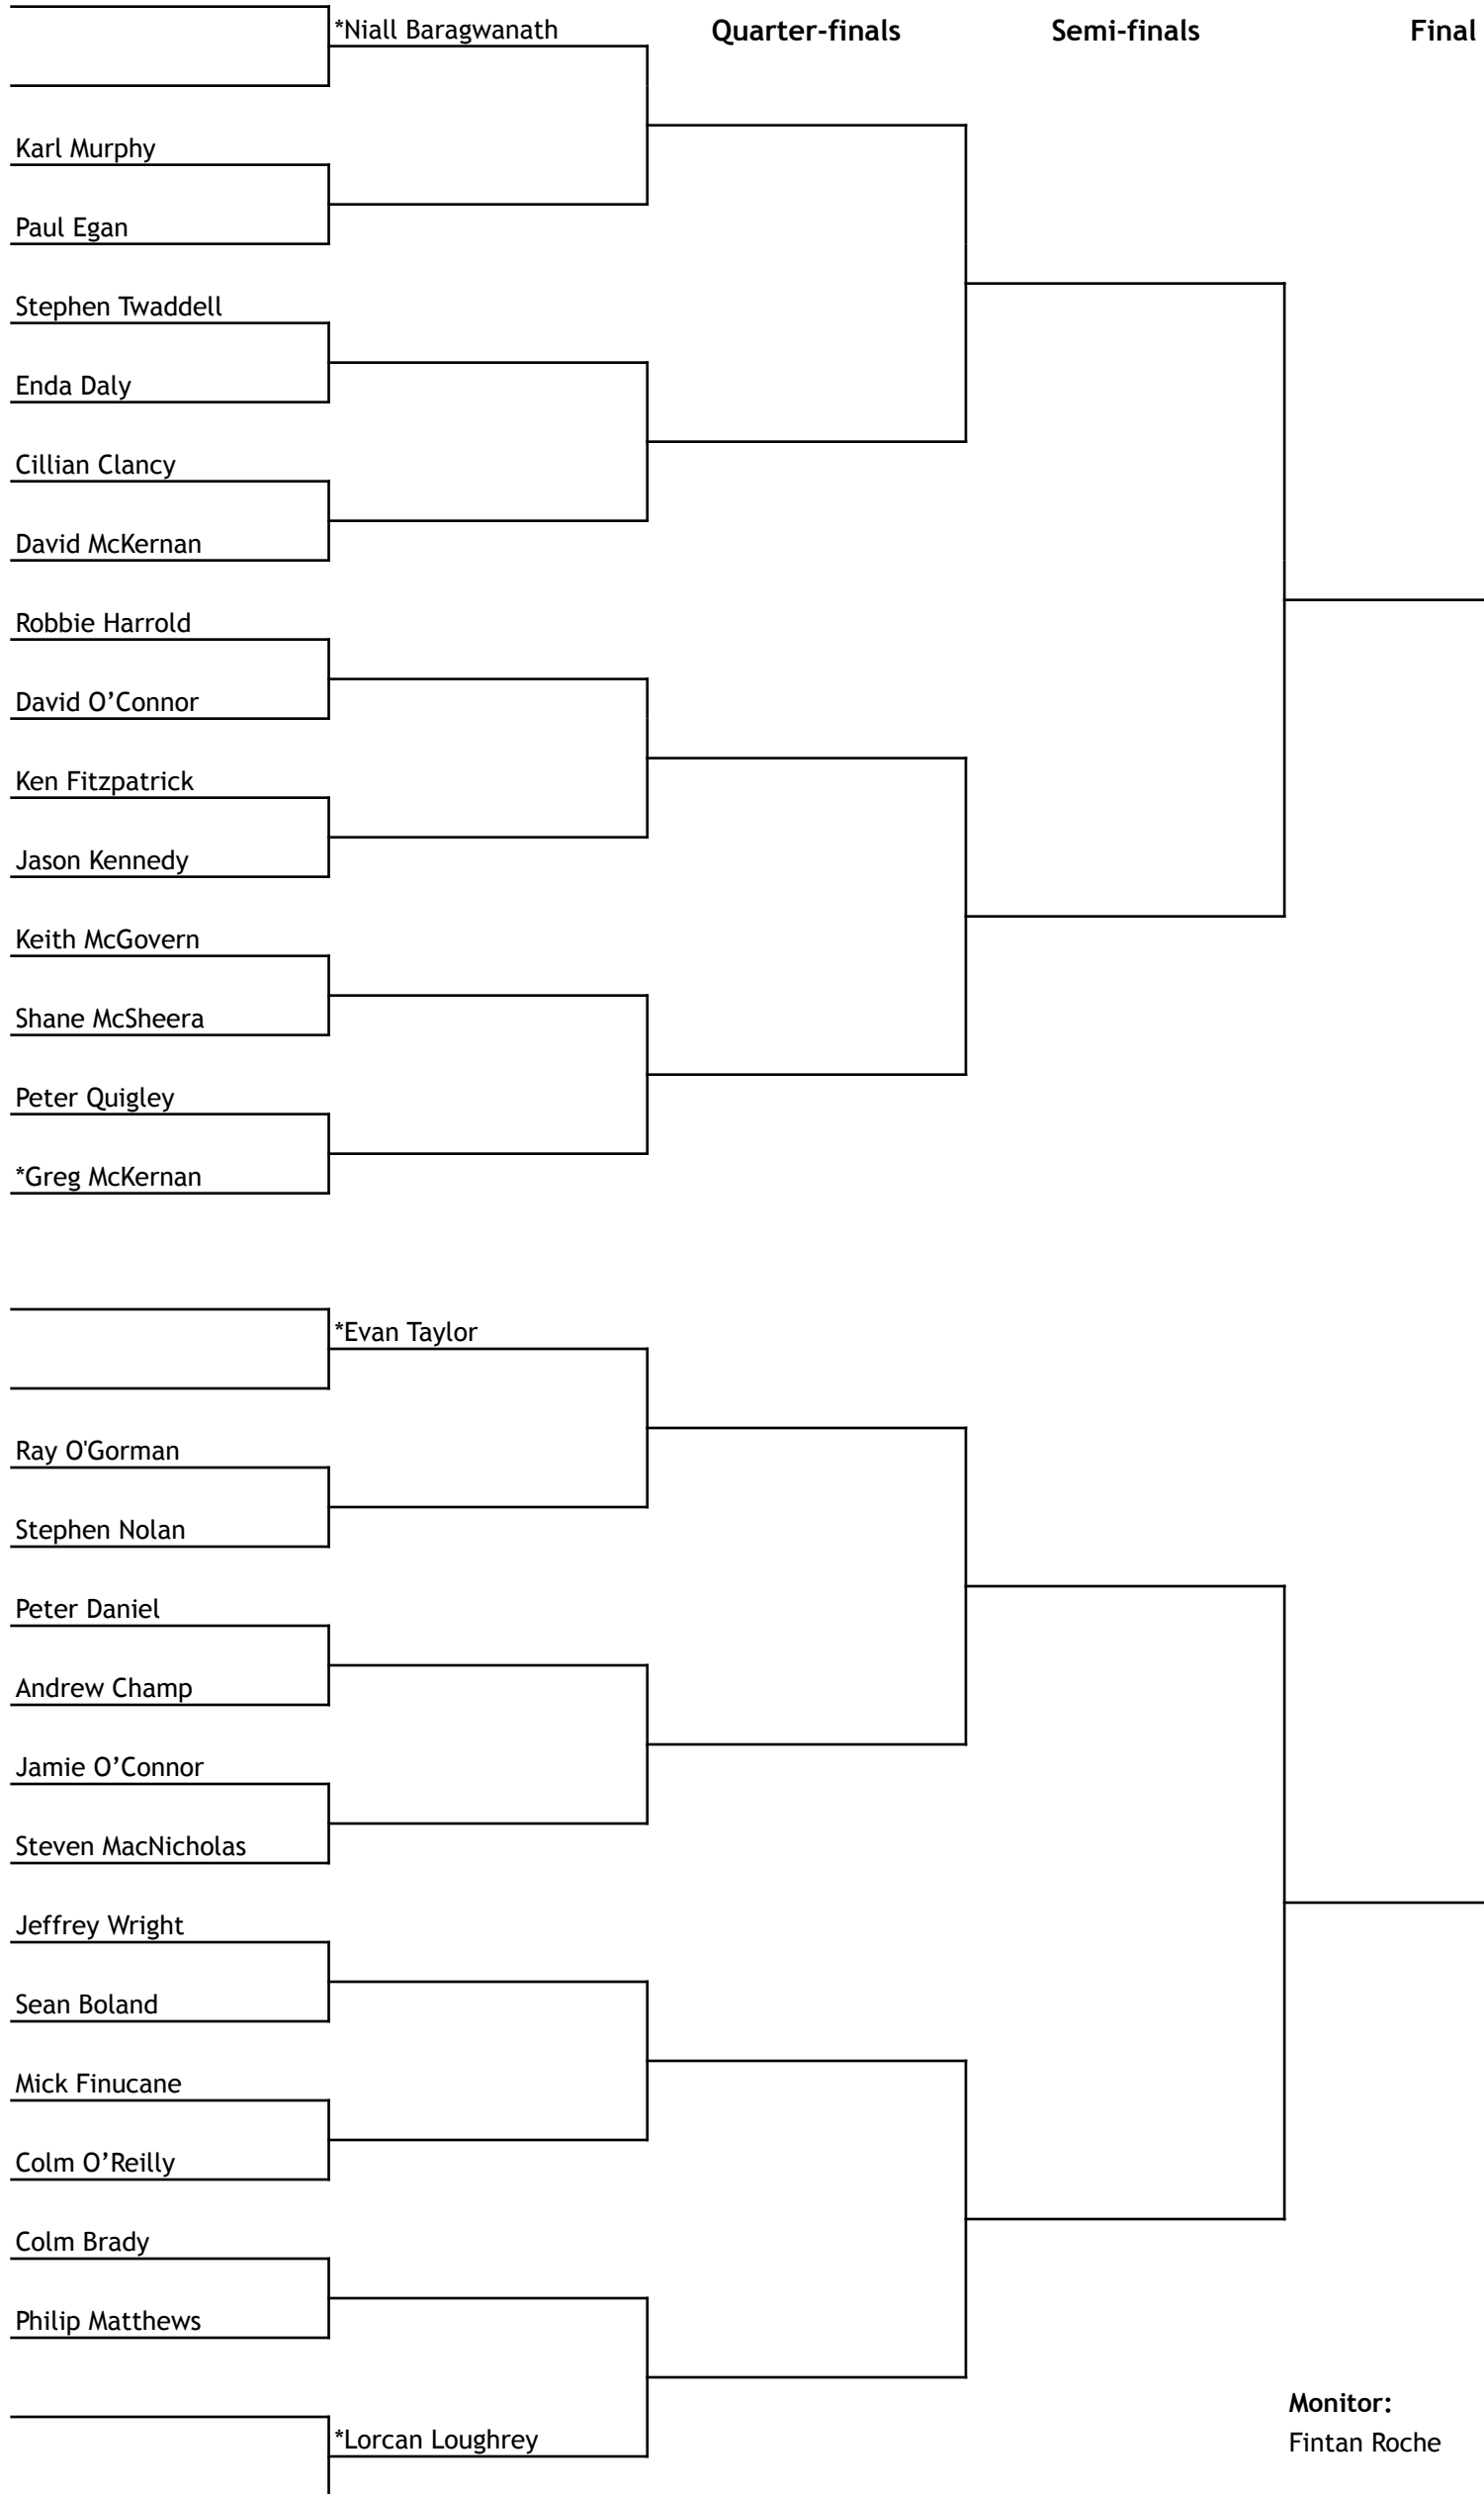 *Niall Baragwanath
Quarter-finals
Semi-finals
Final
Karl Murphy
Paul Egan
Stephen Twaddell
Enda Daly
Cillian Clancy
David McKernan
Robbie Harrold
David O’Connor
Ken Fitzpatrick
Jason Kennedy
Keith McGovern
Shane McSheera
Peter Quigley
*Greg McKernan
*Evan Taylor
Ray O'Gorman
Stephen Nolan
Peter Daniel
Andrew Champ
Jamie O’Connor
Steven MacNicholas
Jeffrey Wright
Sean Boland
Mick Finucane
Colm O’Reilly
Colm Brady
Philip Matthews
*Lorcan Loughrey
Monitor:
Fintan Roche